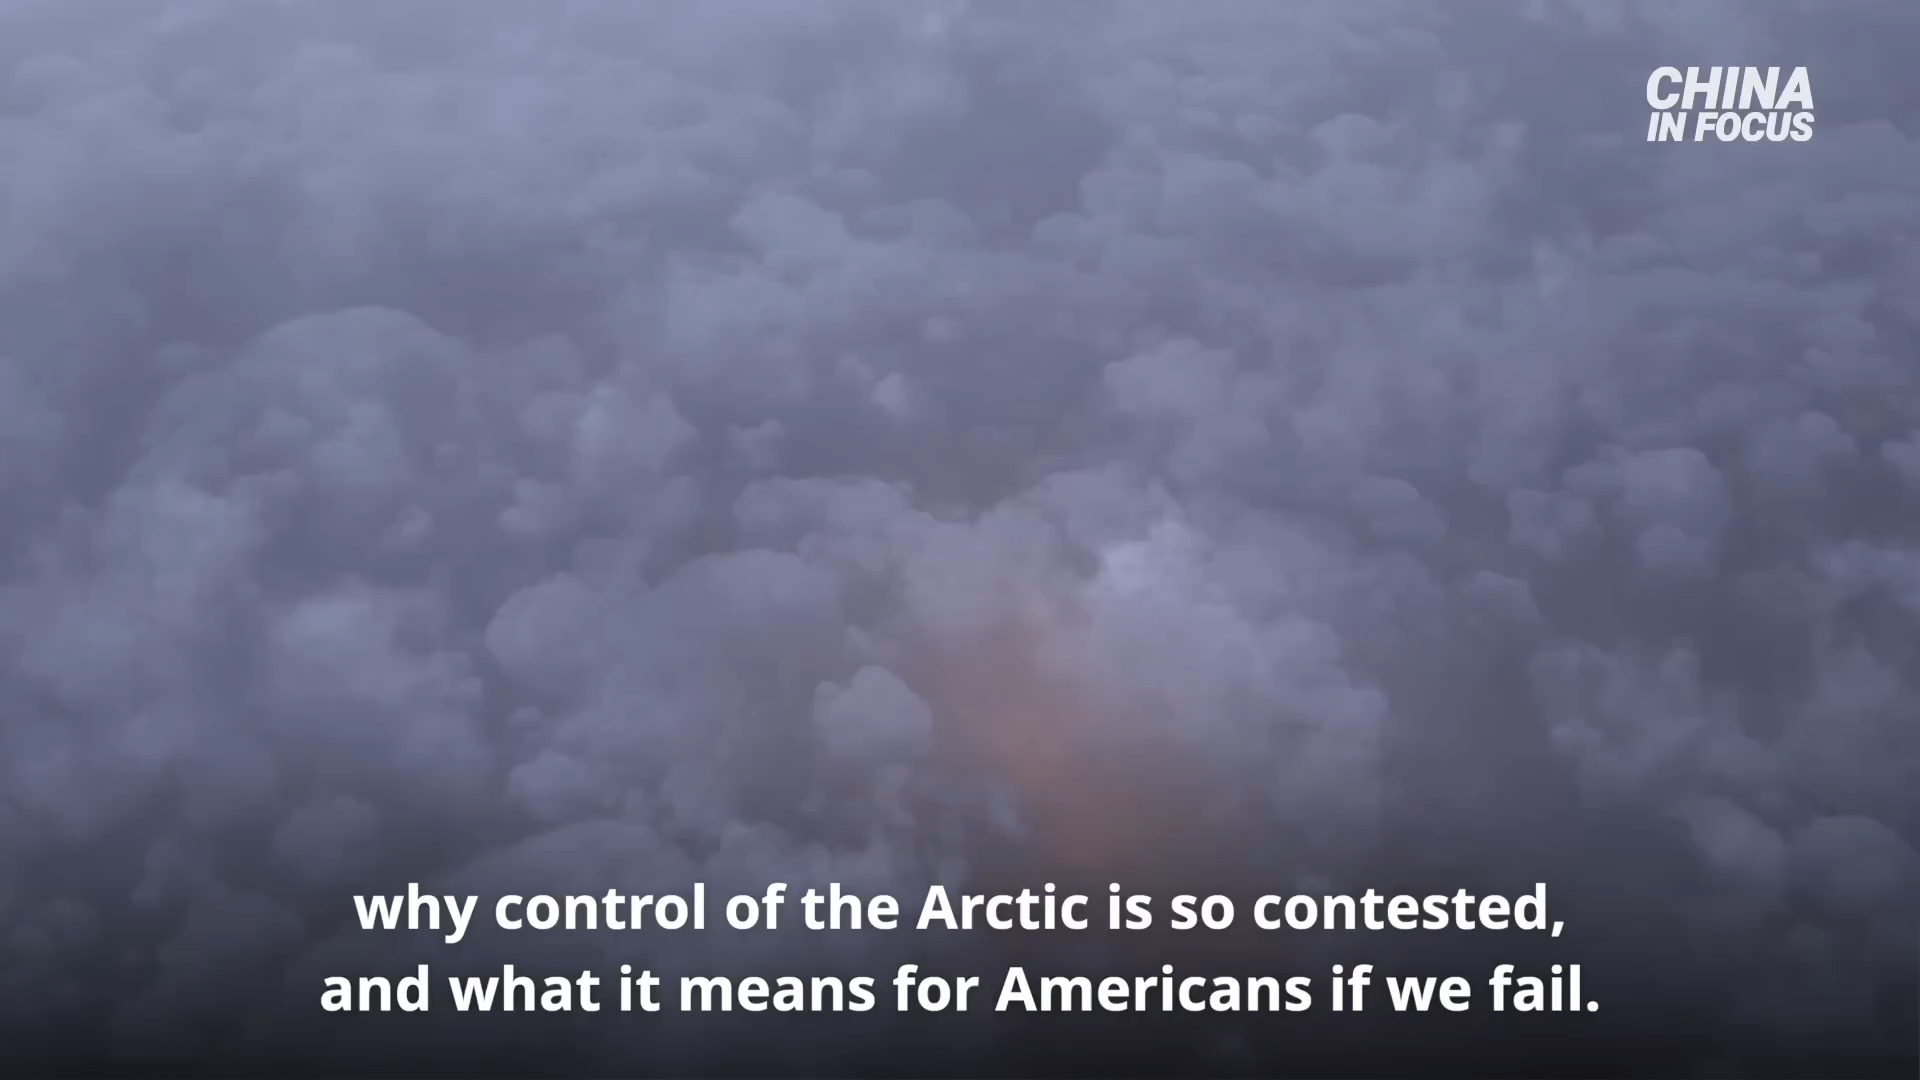 CHINA
IN FOCUS
why control of the Arctic is so contested,
and what it means for Americans if we fail.